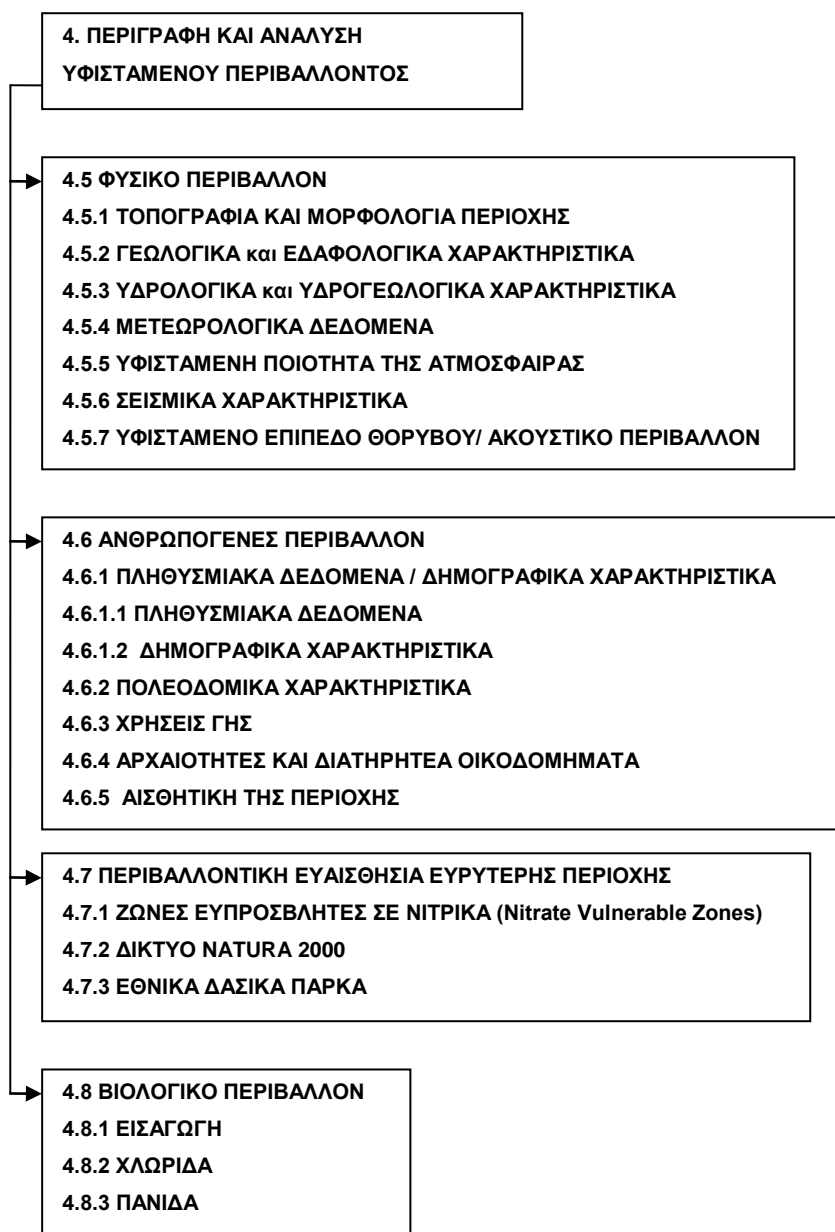 4. ΠΕΡΙΓΡΑΦΗ ΚΑΙ ΑΝΑΛΥΣΗ
ΥΦΙΣΤΑΜΕΝΟΥ ΠΕΡΙΒΑΛΛΟΝΤΟΣ
4.5 ΦΥΣΙΚΟ ΠΕΡΙΒΑΛΛΟΝ
4.5.1 ΤΟΠΟΓΡΑΦΙΑ ΚΑΙ ΜΟΡΦΟΛΟΓΙΑ ΠΕΡΙΟΧΗΣ
4.5.2 ΓΕΩΛΟΓΙΚΑ και ΕΔΑΦΟΛΟΓΙΚΑ ΧΑΡΑΚΤΗΡΙΣΤΙΚΑ
4.5.3 ΥΔΡΟΛΟΓΙΚΑ και ΥΔΡΟΓΕΩΛΟΓΙΚΑ ΧΑΡΑΚΤΗΡΙΣΤΙΚΑ
4.5.4 ΜΕΤΕΩΡΟΛΟΓΙΚΑ ΔΕΔΟΜΕΝΑ
4.5.5 ΥΦΙΣΤΑΜΕΝΗ ΠΟΙΟΤΗΤΑ ΤΗΣ ΑΤΜΟΣΦΑΙΡΑΣ
4.5.6 ΣΕΙΣΜΙΚΑ ΧΑΡΑΚΤΗΡΙΣΤΙΚΑ
4.5.7 ΥΦΙΣΤΑΜΕΝΟ ΕΠΙΠΕΔΟ ΘΟΡΥΒΟΥ/ ΑΚΟΥΣΤΙΚΟ ΠΕΡΙΒΑΛΛΟΝ
4.6 ΑΝΘΡΩΠΟΓΕΝΕΣ ΠΕΡΙΒΑΛΛΟΝ
4.6.1 ΠΛΗΘΥΣΜΙΑΚΑ ΔΕΔΟΜΕΝΑ / ΔΗΜΟΓΡΑΦΙΚΑ ΧΑΡΑΚΤΗΡΙΣΤΙΚΑ
4.6.1.1 ΠΛΗΘΥΣΜΙΑΚΑ ΔΕΔΟΜΕΝΑ
4.6.1.2 ΔΗΜΟΓΡΑΦΙΚΑ ΧΑΡΑΚΤΗΡΙΣΤΙΚΑ
4.6.2 ΠΟΛΕΟΔΟΜΙΚΑ ΧΑΡΑΚΤΗΡΙΣΤΙΚΑ
4.6.3 ΧΡΗΣΕΙΣ ΓΗΣ
4.6.4 ΑΡΧΑΙΟΤΗΤΕΣ ΚΑΙ ΔΙΑΤΗΡΗΤΕΑ ΟΙΚΟΔΟΜΗΜΑΤΑ
4.6.5 ΑΙΣΘΗΤΙΚΗ ΤΗΣ ΠΕΡΙΟΧΗΣ
4.7 ΠΕΡΙΒΑΛΛΟΝΤΙΚΗ ΕΥΑΙΣΘΗΣΙΑ ΕΥΡΥΤΕΡΗΣ ΠΕΡΙΟΧΗΣ
4.7.1 ΖΩΝΕΣ ΕΥΠΡΟΣΒΛΗΤΕΣ ΣΕ ΝΙΤΡΙΚΑ (Nitrate Vulnerable Zones)
4.7.2 ΔΙΚΤΥΟ NATURA 2000
4.7.3 ΕΘΝΙΚΑ ΔΑΣΙΚΑ ΠΑΡΚΑ
4.8 ΒΙΟΛΟΓΙΚΟ ΠΕΡΙΒΑΛΛΟΝ
4.8.1 ΕΙΣΑΓΩΓΗ
4.8.2 ΧΛΩΡΙΔΑ
4.8.3 ΠΑΝΙΔΑ